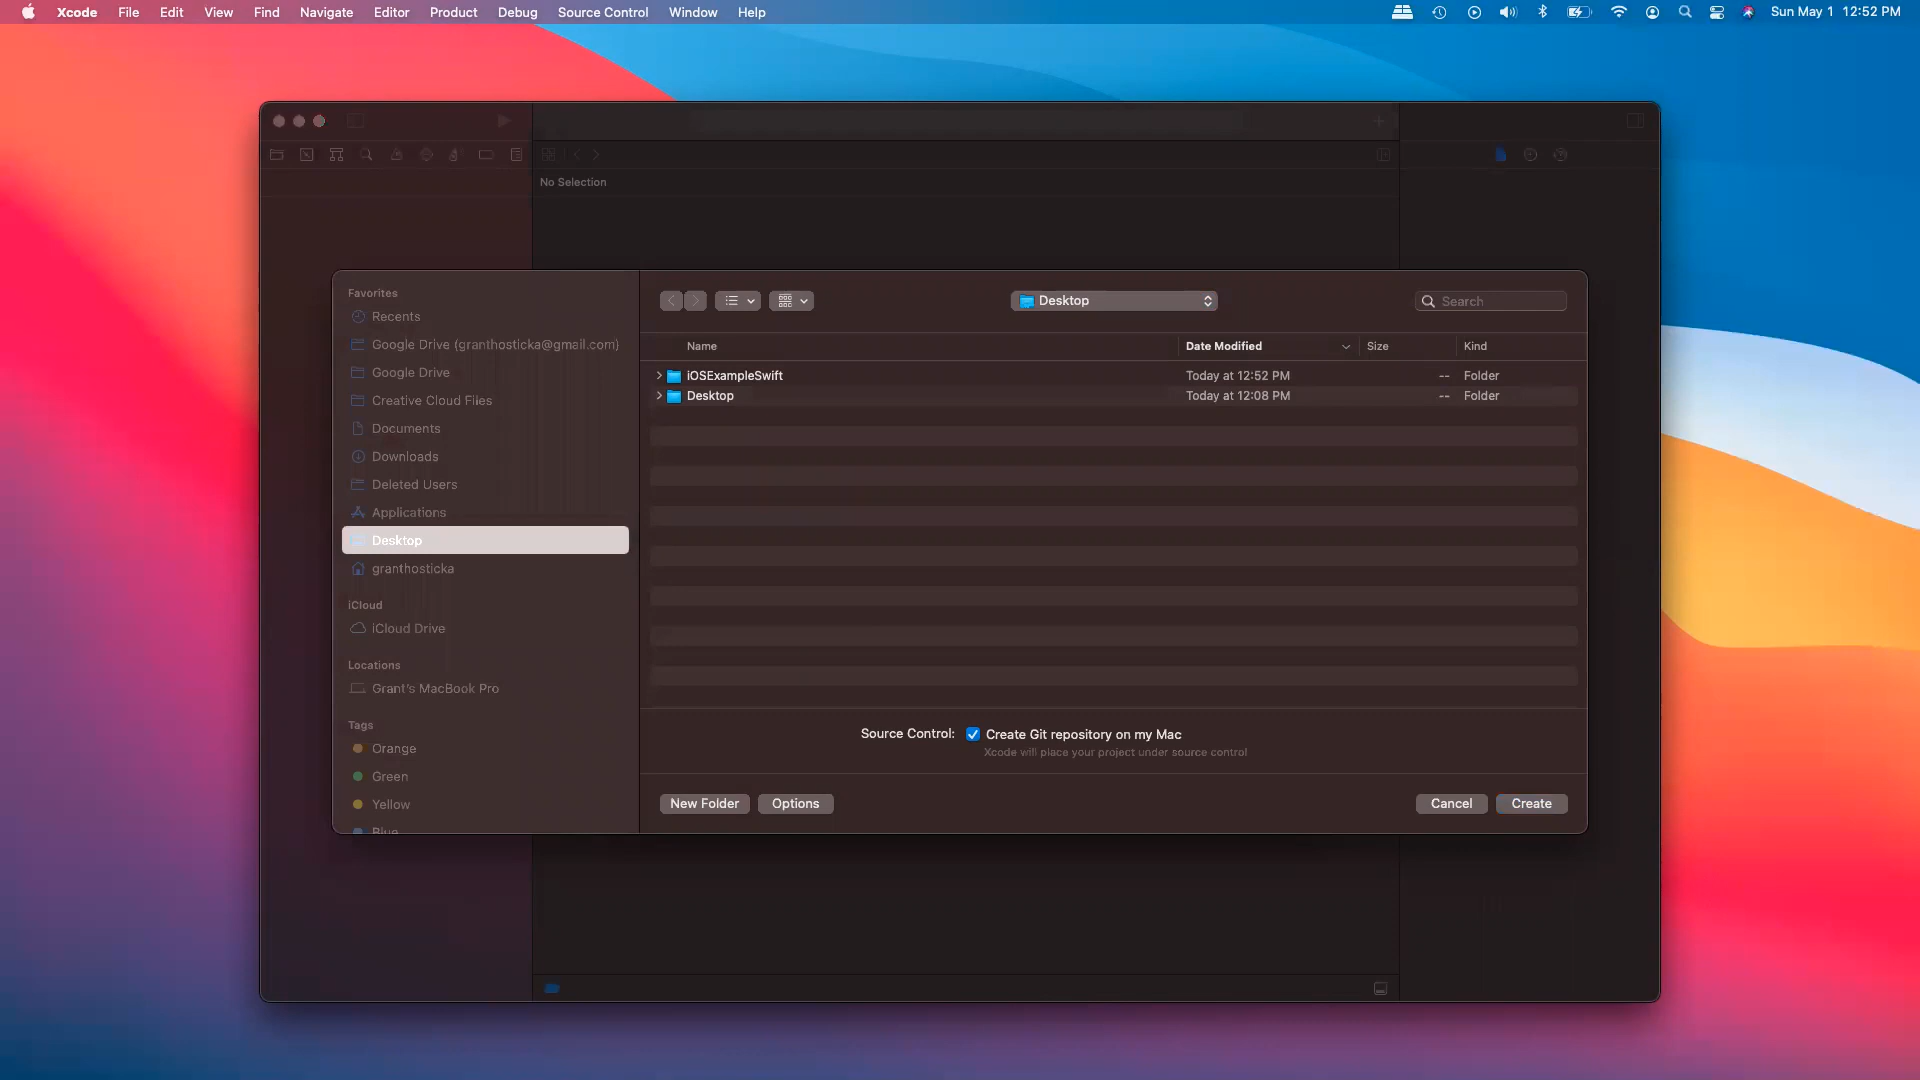 Xcode File Edit View Find Navigate Editor Product Debug Source Control Window Help Sun May 1 12:52 PM
No Selection
Favorites
Recents
Google Drive (granthosticka@gmail.com)
Google Drive
Creative Cloud Files
Documents
Downloads
Deleted Users
Applications
Desktop
granthosticka
iCloud
iCloud Drive
Locations
Grant's MacBook Pro
Tags
Orange
Green
Yellow
Blue
Desktop Search
Name Date Modified Size Kind
iOSExampleSwift Today at 12:52 PM -- Folder
Desktop Today at 12:08 PM -- Folder
Source Control: Create Git repository on my Mac
Xcode will place your project under source control
New Folder Options Cancel Create